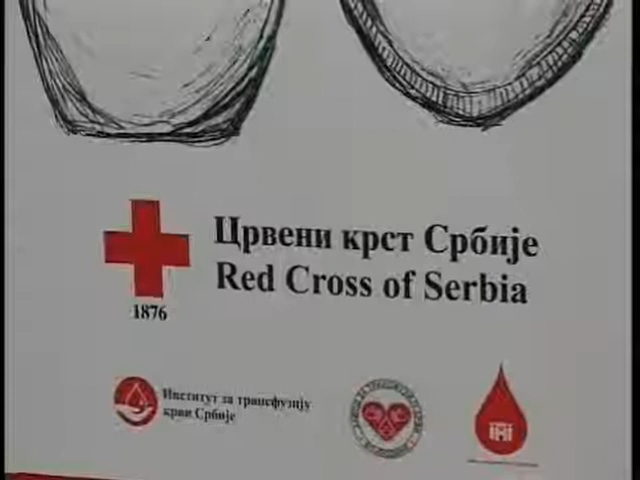 Црвени крст Србије
Red Cross of Serbia
1876
Институт за трансфузију
крви Србије